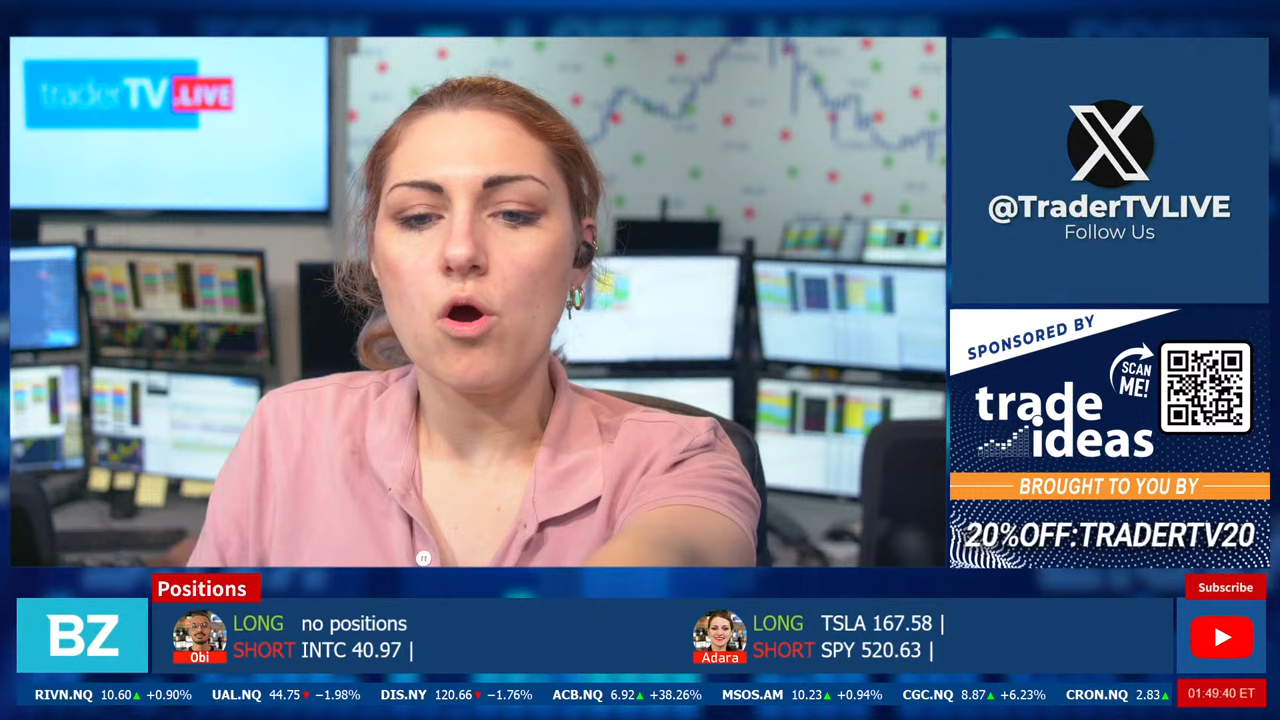 traderTV.LIVE
@TraderTVLIVE
Follow Us
SPONSORED BY
SCAN
ME!
trade
ideas
BROUGHT TO YOU BY
20%OFF:TRADERTV20
Positions
Subscribe
BZ
Obi
LONG no positions
SHORT INTC 40.97 |
Adara
LONG TSLA 167.58 |
SHORT SPY 520.63 |
RIVN.NQ 10.60▲ +0.90% UAL.NQ 44.75▼ −1.98% DIS.NY 120.66▼ −1.76% ACB.NQ 6.92▲ +38.26% MSOS.AM 10.23▲ +0.94% CGC.NQ 8.87▲ +6.23% CRON.NQ 2.83▲
01:49:40 ET